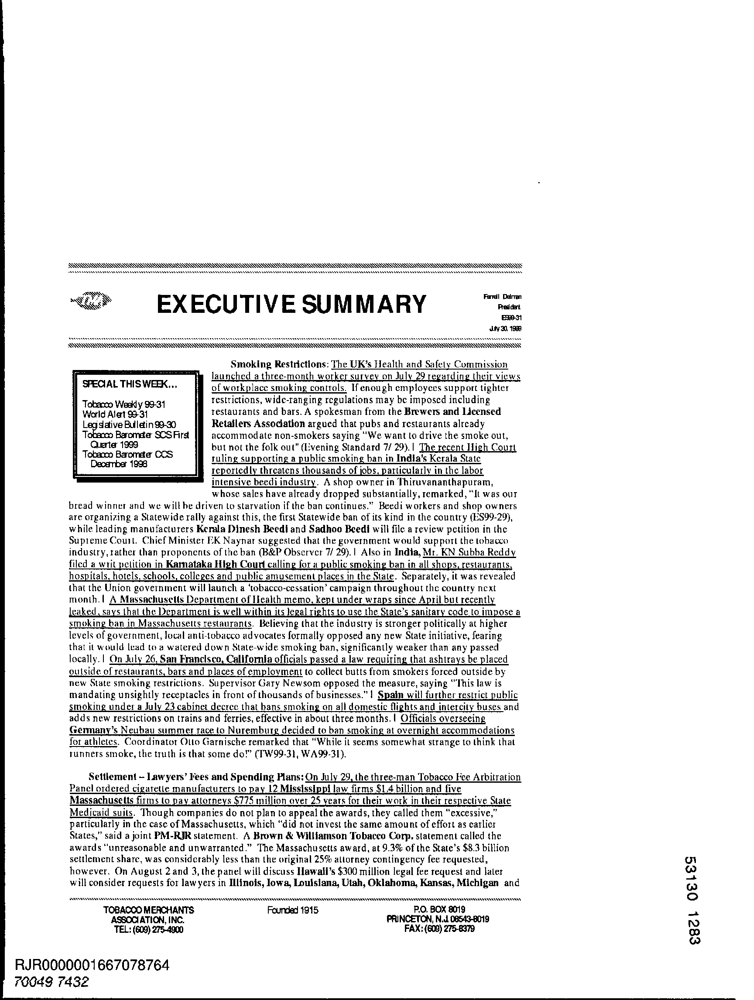 TMA
EXECUTIVE SUMMARY
Farrell Delman
President
ES99-31
July 30, 1999
SPECIAL THIS WEEK...
Tobacco Weekly 99-31
World Alert 99-31
Legislative Bulletin 99-30
Tobacco Barometer SCS First
Quarter 1999
Tobacco Barometer CCS
December 1998
Smoking Restrictions: The UK's Health and Safety Commission
launched a three-month worker survey on July 29 regarding their views
of workplace smoking controls. If enough employees support tighter
restrictions, wide-ranging regulations may be imposed including
restaurants and bars. A spokesman from the Brewers and Licensed
Retailers Association argued that pubs and restaurants already
accommodate non-smokers saying "We want to drive the smoke out,
but not the folk out" (Evening Standard 7/ 29). | The recent High Court
ruling supporting a public smoking ban in India's Kerala State
reportedly threatens thousands of jobs, particularly in the labor
intensive beedi industry. A shop owner in Thiruvananthapuram,
whose sales have already dropped substantially, remarked, "It was our
bread winner and we will be driven to starvation if the ban continues." Beedi workers and shop owners
are organizing a Statewide rally against this, the first Statewide ban of its kind in the country (ES99-29),
while leading manufacturers Kerala Dinesh Beedi and Sadhoo Beedi will file a review petition in the
Supreme Court. Chief Minister EK Naynar suggested that the government would support the tobacco
industry, rather than proponents of the ban (B&P Observer 7/ 29). | Also in India, Mr. KN Subba Reddy
filed a writ petition in Karnataka High Court calling for a public smoking ban in all shops, restaurants,
hospitals, hotels, schools, colleges and public amusement places in the State. Separately, it was revealed
that the Union government will launch a 'tobacco-cessation' campaign throughout the country next
month. | A Massachusetts Department of Health memo, kept under wraps since April but recently
leaked, says that the Department is well within its legal rights to use the State's sanitary code to impose a
smoking ban in Massachusetts restaurants. Believing that the industry is stronger politically at higher
levels of government, local anti-tobacco advocates formally opposed any new State initiative, fearing
that it would lead to a watered down State-wide smoking ban, significantly weaker than any passed
locally. | On July 26, San Francisco, California officials passed a law requiring that ashtrays be placed
outside of restaurants, bars and places of employment to collect butts from smokers forced outside by
new State smoking restrictions. Supervisor Gary Newsom opposed the measure, saying "This law is
mandating unsightly receptacles in front of thousands of businesses." | Spain will further restrict public
smoking under a July 23 cabinet decree that bans smoking on all domestic flights and intercity buses and
adds new restrictions on trains and ferries, effective in about three months. | Officials overseeing
Germany's Neubau summer race to Nuremburg decided to ban smoking at overnight accommodations
for athletes. Coordinator Otto Garnische remarked that "While it seems somewhat strange to think that
runners smoke, the truth is that some do!" (TW99-31, WA99-31).
Settlement -- Lawyers' Fees and Spending Plans: On July 29, the three-man Tobacco Fee Arbitration
Panel ordered cigarette manufacturers to pay 12 Mississippi law firms $1.4 billion and five
Massachusetts firms to pay attorneys $775 million over 25 years for their work in their respective State
Medicaid suits. Though companies do not plan to appeal the awards, they called them "excessive,"
particularly in the case of Massachusetts, which "did not invest the same amount of effort as earlier
States," said a joint PM-RJR statement. A Brown & Williamson Tobacco Corp. statement called the
awards "unreasonable and unwarranted." The Massachusetts award, at 9.3% of the State's $8.3 billion
settlement share, was considerably less than the original 25% attorney contingency fee requested,
however. On August 2 and 3, the panel will discuss Hawaii's $300 million legal fee request and later
will consider requests for lawyers in Illinois, Iowa, Louisiana, Utah, Oklahoma, Kansas, Michigan and
TOBACCO MERCHANTS
ASSOCIATION, INC.
TEL: (609) 275-4900
Founded 1915
P.O. BOX 8019
PRINCETON, N.J. 08543-8019
FAX: (609) 275-8379
53130 1283
RJR0000001667078764
70049 7432